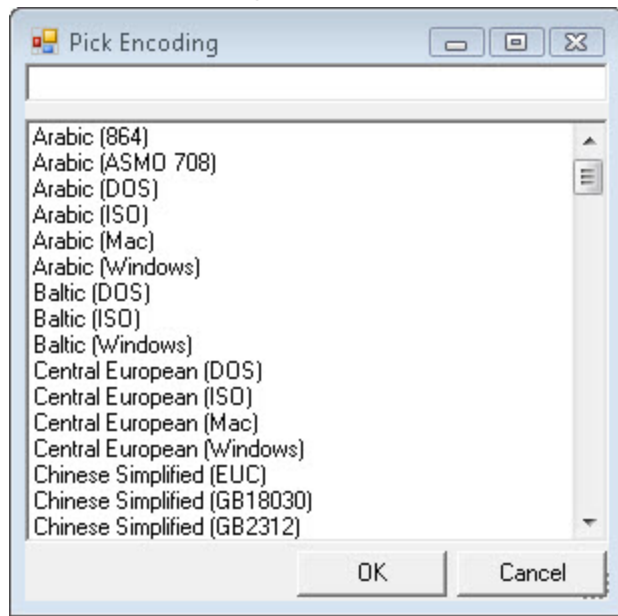 Pick Encoding
Arabic (864)
Arabic (ASMO 708)
Arabic (DOS)
Arabic (ISO)
Arabic (Mac)
Arabic (Windows)
Baltic (DOS)
Baltic (ISO)
Baltic (Windows)
Central European (DOS)
Central European (ISO)
Central European (Mac)
Central European (Windows)
Chinese Simplified (EUC)
Chinese Simplified (GB18030)
Chinese Simplified (GB2312)
OK Cancel